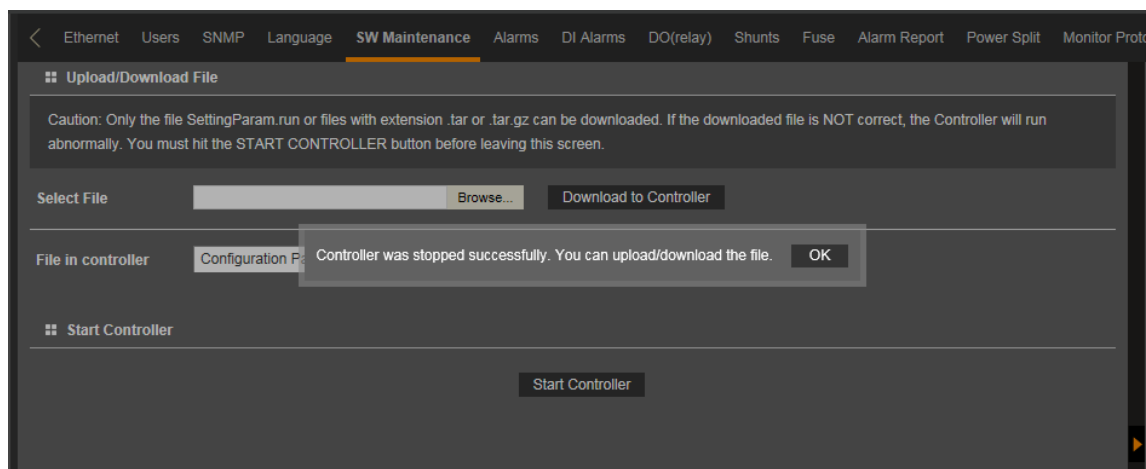 Ethernet Users SNMP Language SW Maintenance Alarms DI Alarms DO(relay) Shunts Fuse Alarm Report Power Split Monitor
Upload/Download File
Caution: Only the file SettingParam.run or files with extension .tar or .tar.gz can be downloaded. If the downloaded file is NOT correct, the Controller will run
abnormally. You must hit the START CONTROLLER button before leaving this screen.
Select File Browse... Download to Controller
File in controller Configuration
Controller was stopped successfully. You can upload/download the file. OK
Start Controller
Start Controller